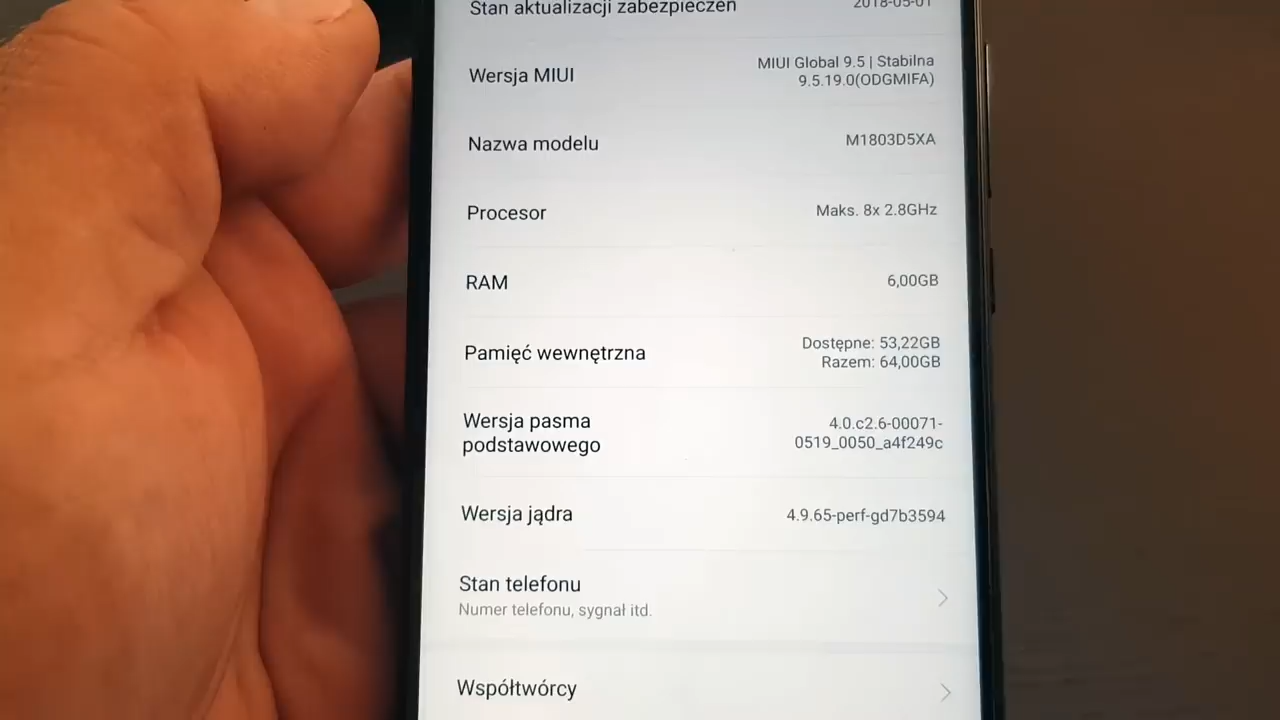 Stan aktualizacji zabezpieczeń
2018-05-01
Wersja MIUI
MIUI Global 9.5 | Stabilna
9.5.19.0(ODGMIFA)
Nazwa modelu
M1803D5XA
Procesor
Maks. 8x 2.8GHz
RAM
6,00GB
Pamięć wewnętrzna
Dostępne: 53,22GB
Razem: 64,00GB
Wersja pasma
podstawowego
4.0.c2.6-00071-
0519_0050_a4f249c
Wersja jądra
4.9.65-perf-gd7b3594
Stan telefonu
Numer telefonu, sygnał itd.
Współtwórcy